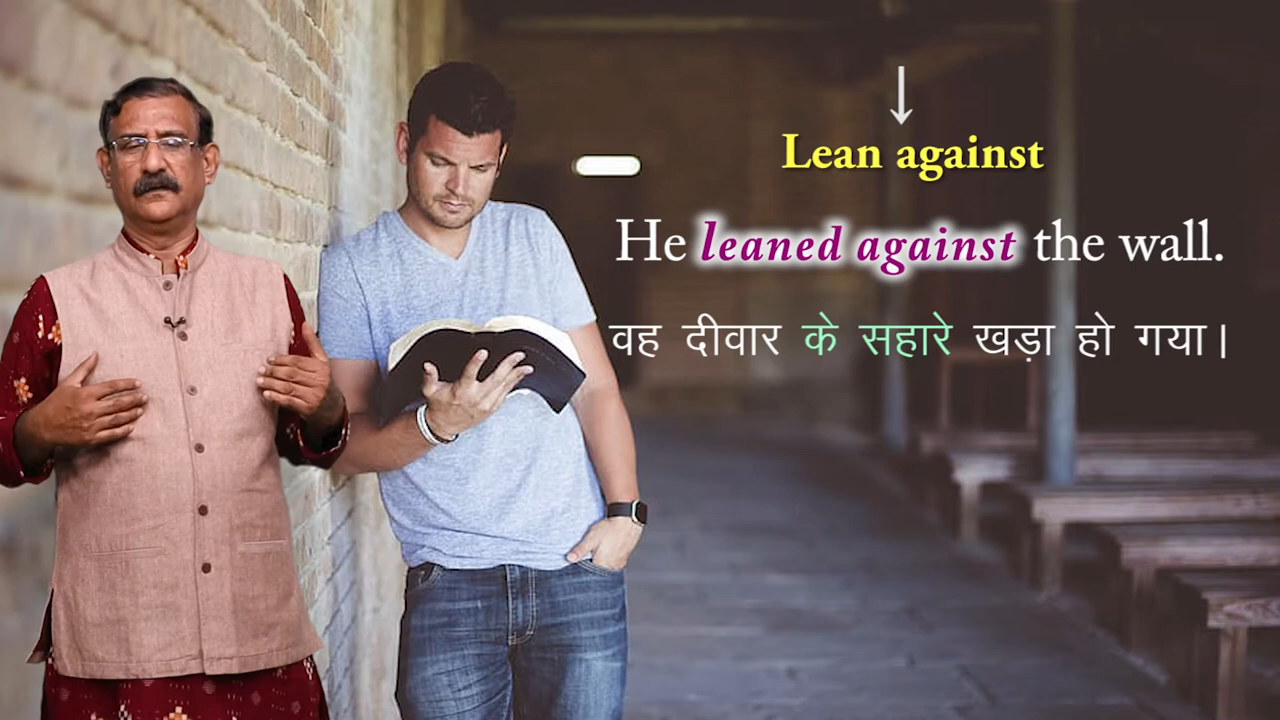 Lean against
He leaned against the wall.
वह दीवार के सहारे खड़ा हो गया।